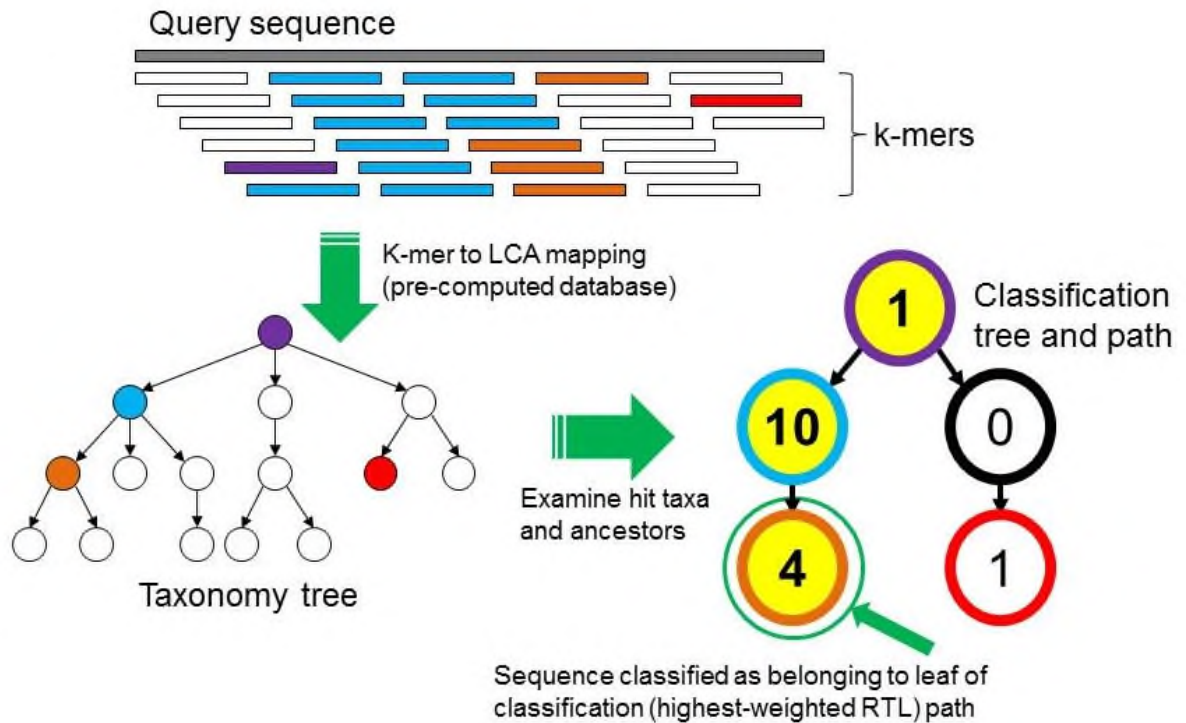 Query sequence
k-mers
K-mer to LCA mapping
(pre-computed database)
1
Classification
tree and path
10
0
Examine hit taxa
and ancestors
4
1
Taxonomy tree
Sequence classified as belonging to leaf of
classification (highest-weighted RTL) path